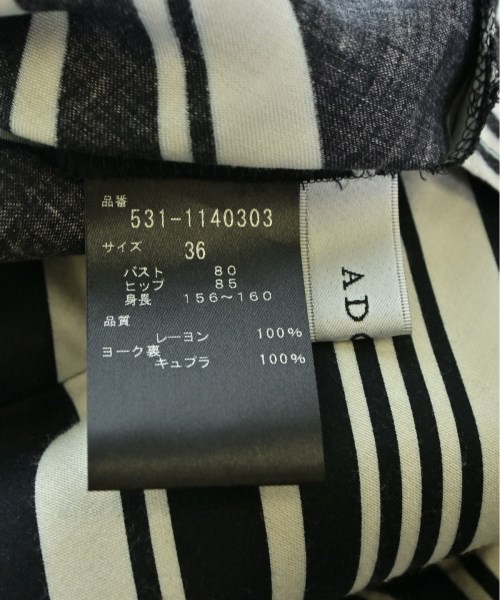 品番
531-1140303
サイズ 36
バスト 80
ヒップ 85
身長 156～160
品質
レーヨン 100%
ヨーク裏
キュプラ 100%
AD